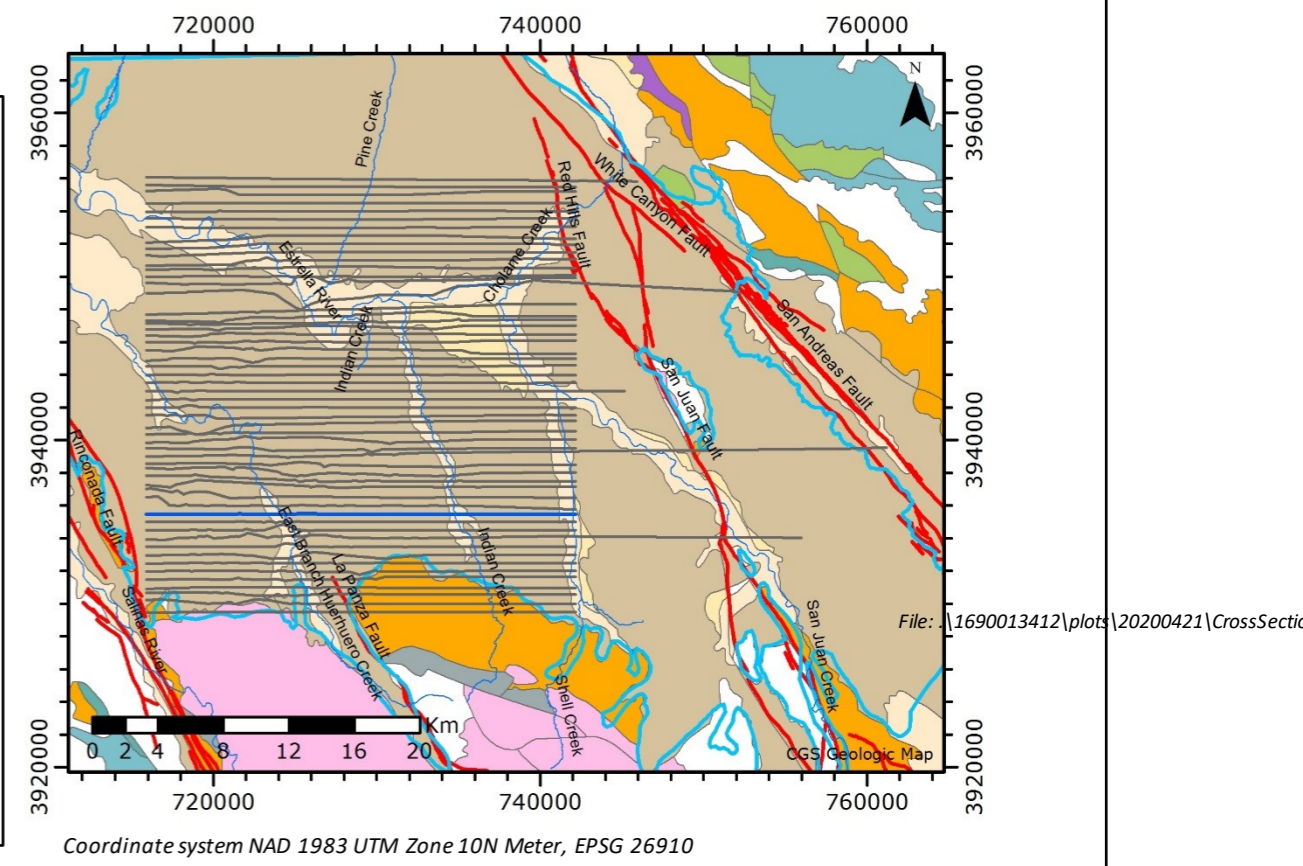 720000
740000
760000
3960000
3940000
3920000
3960000
3940000
3920000
N
Pine Creek
White Canyon Fault
Red Hills Fault
Cholame Creek
Estrella River
Indian Creek
San Andreas Fault
San Juan Fault
Rinconada Fault
East Branch Huerhuero Creek
La Panza Fault
Indian Creek
Salinas River
San Juan Creek
Shell Creek
File: .\1690013412\plots\20200421\CrossSectio
Km
0 2 4 8 12 16 20
CGS Geologic Map
720000
740000
760000
Coordinate system NAD 1983 UTM Zone 10N Meter, EPSG 26910